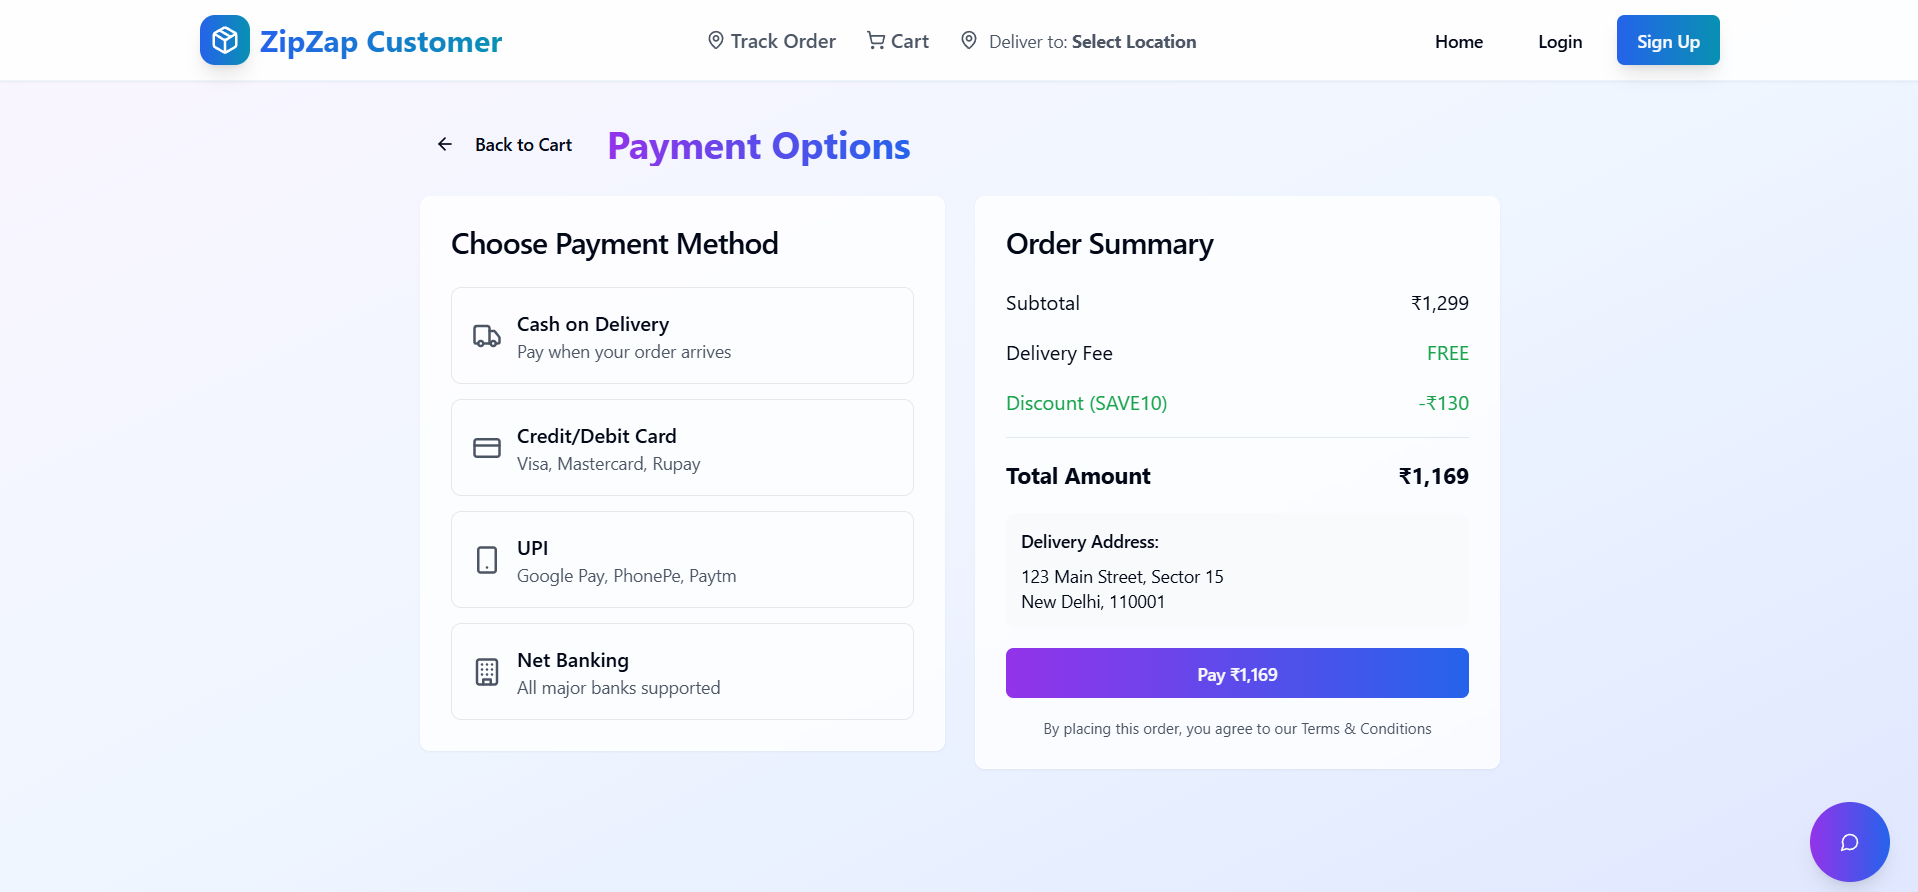 ZipZap Customer
Track Order
Cart
Deliver to: Select Location
Home
Login
Sign Up
Back to Cart
Payment Options
Choose Payment Method
Cash on Delivery
Pay when your order arrives
Credit/Debit Card
Visa, Mastercard, Rupay
UPI
Google Pay, PhonePe, Paytm
Net Banking
All major banks supported
Order Summary
Subtotal ₹1,299
Delivery Fee FREE
Discount (SAVE10) -₹130
Total Amount ₹1,169
Delivery Address:
123 Main Street, Sector 15
New Delhi, 110001
Pay ₹1,169
By placing this order, you agree to our Terms & Conditions